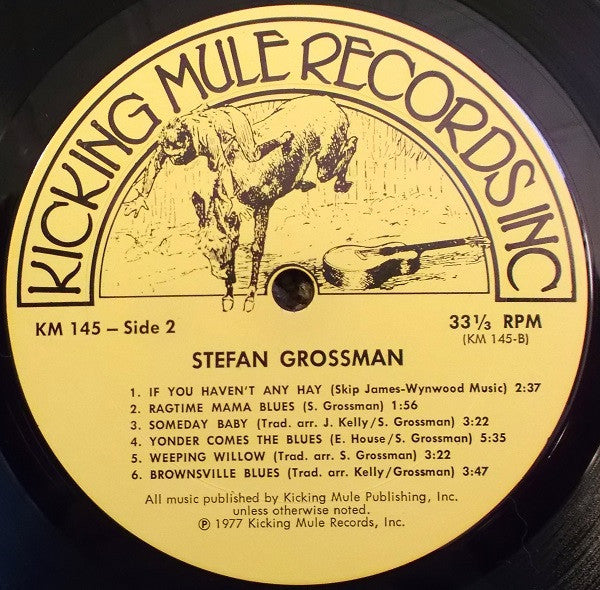 KICKING MULE RECORDS INC
KM 145 – Side 2
33⅓ RPM
(KM 145-B)
STEFAN GROSSMAN
1. IF YOU HAVEN'T ANY HAY (Skip James-Wynwood Music) 2:37
2. RAGTIME MAMA BLUES (S. Grossman) 1:56
3. SOMEDAY BABY (Trad. arr. J. Kelly/S. Grossman) 3:22
4. YONDER COMES THE BLUES (E. House/S. Grossman) 5:35
5. WEEPING WILLOW (Trad. arr. S. Grossman) 3:22
6. BROWNSVILLE BLUES (Trad. arr. Kelly/Grossman) 3:47
All music published by Kicking Mule Publishing, Inc.
unless otherwise noted.
℗ 1977 Kicking Mule Records, Inc.